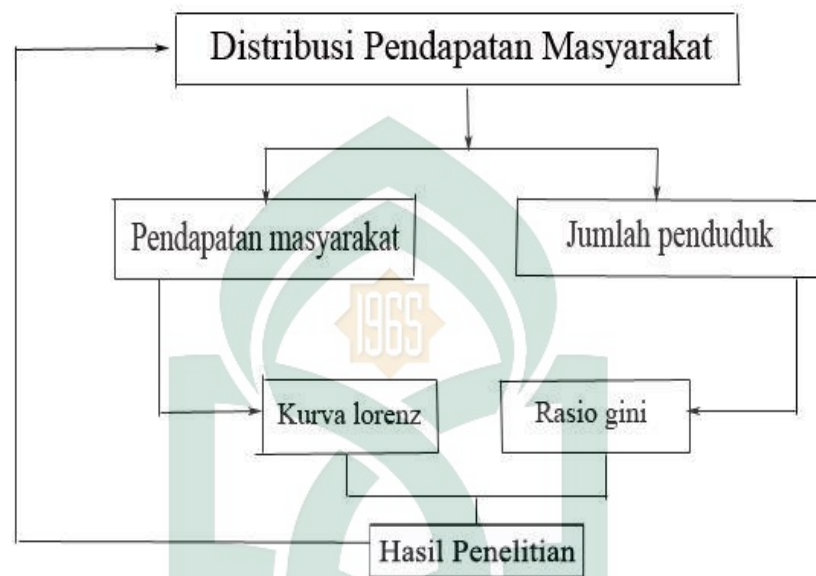 Distribusi Pendapatan Masyarakat
Pendapatan masyarakat
Jumlah penduduk
1965
Kurva lorenz
Rasio gini
Hasil Penelitian